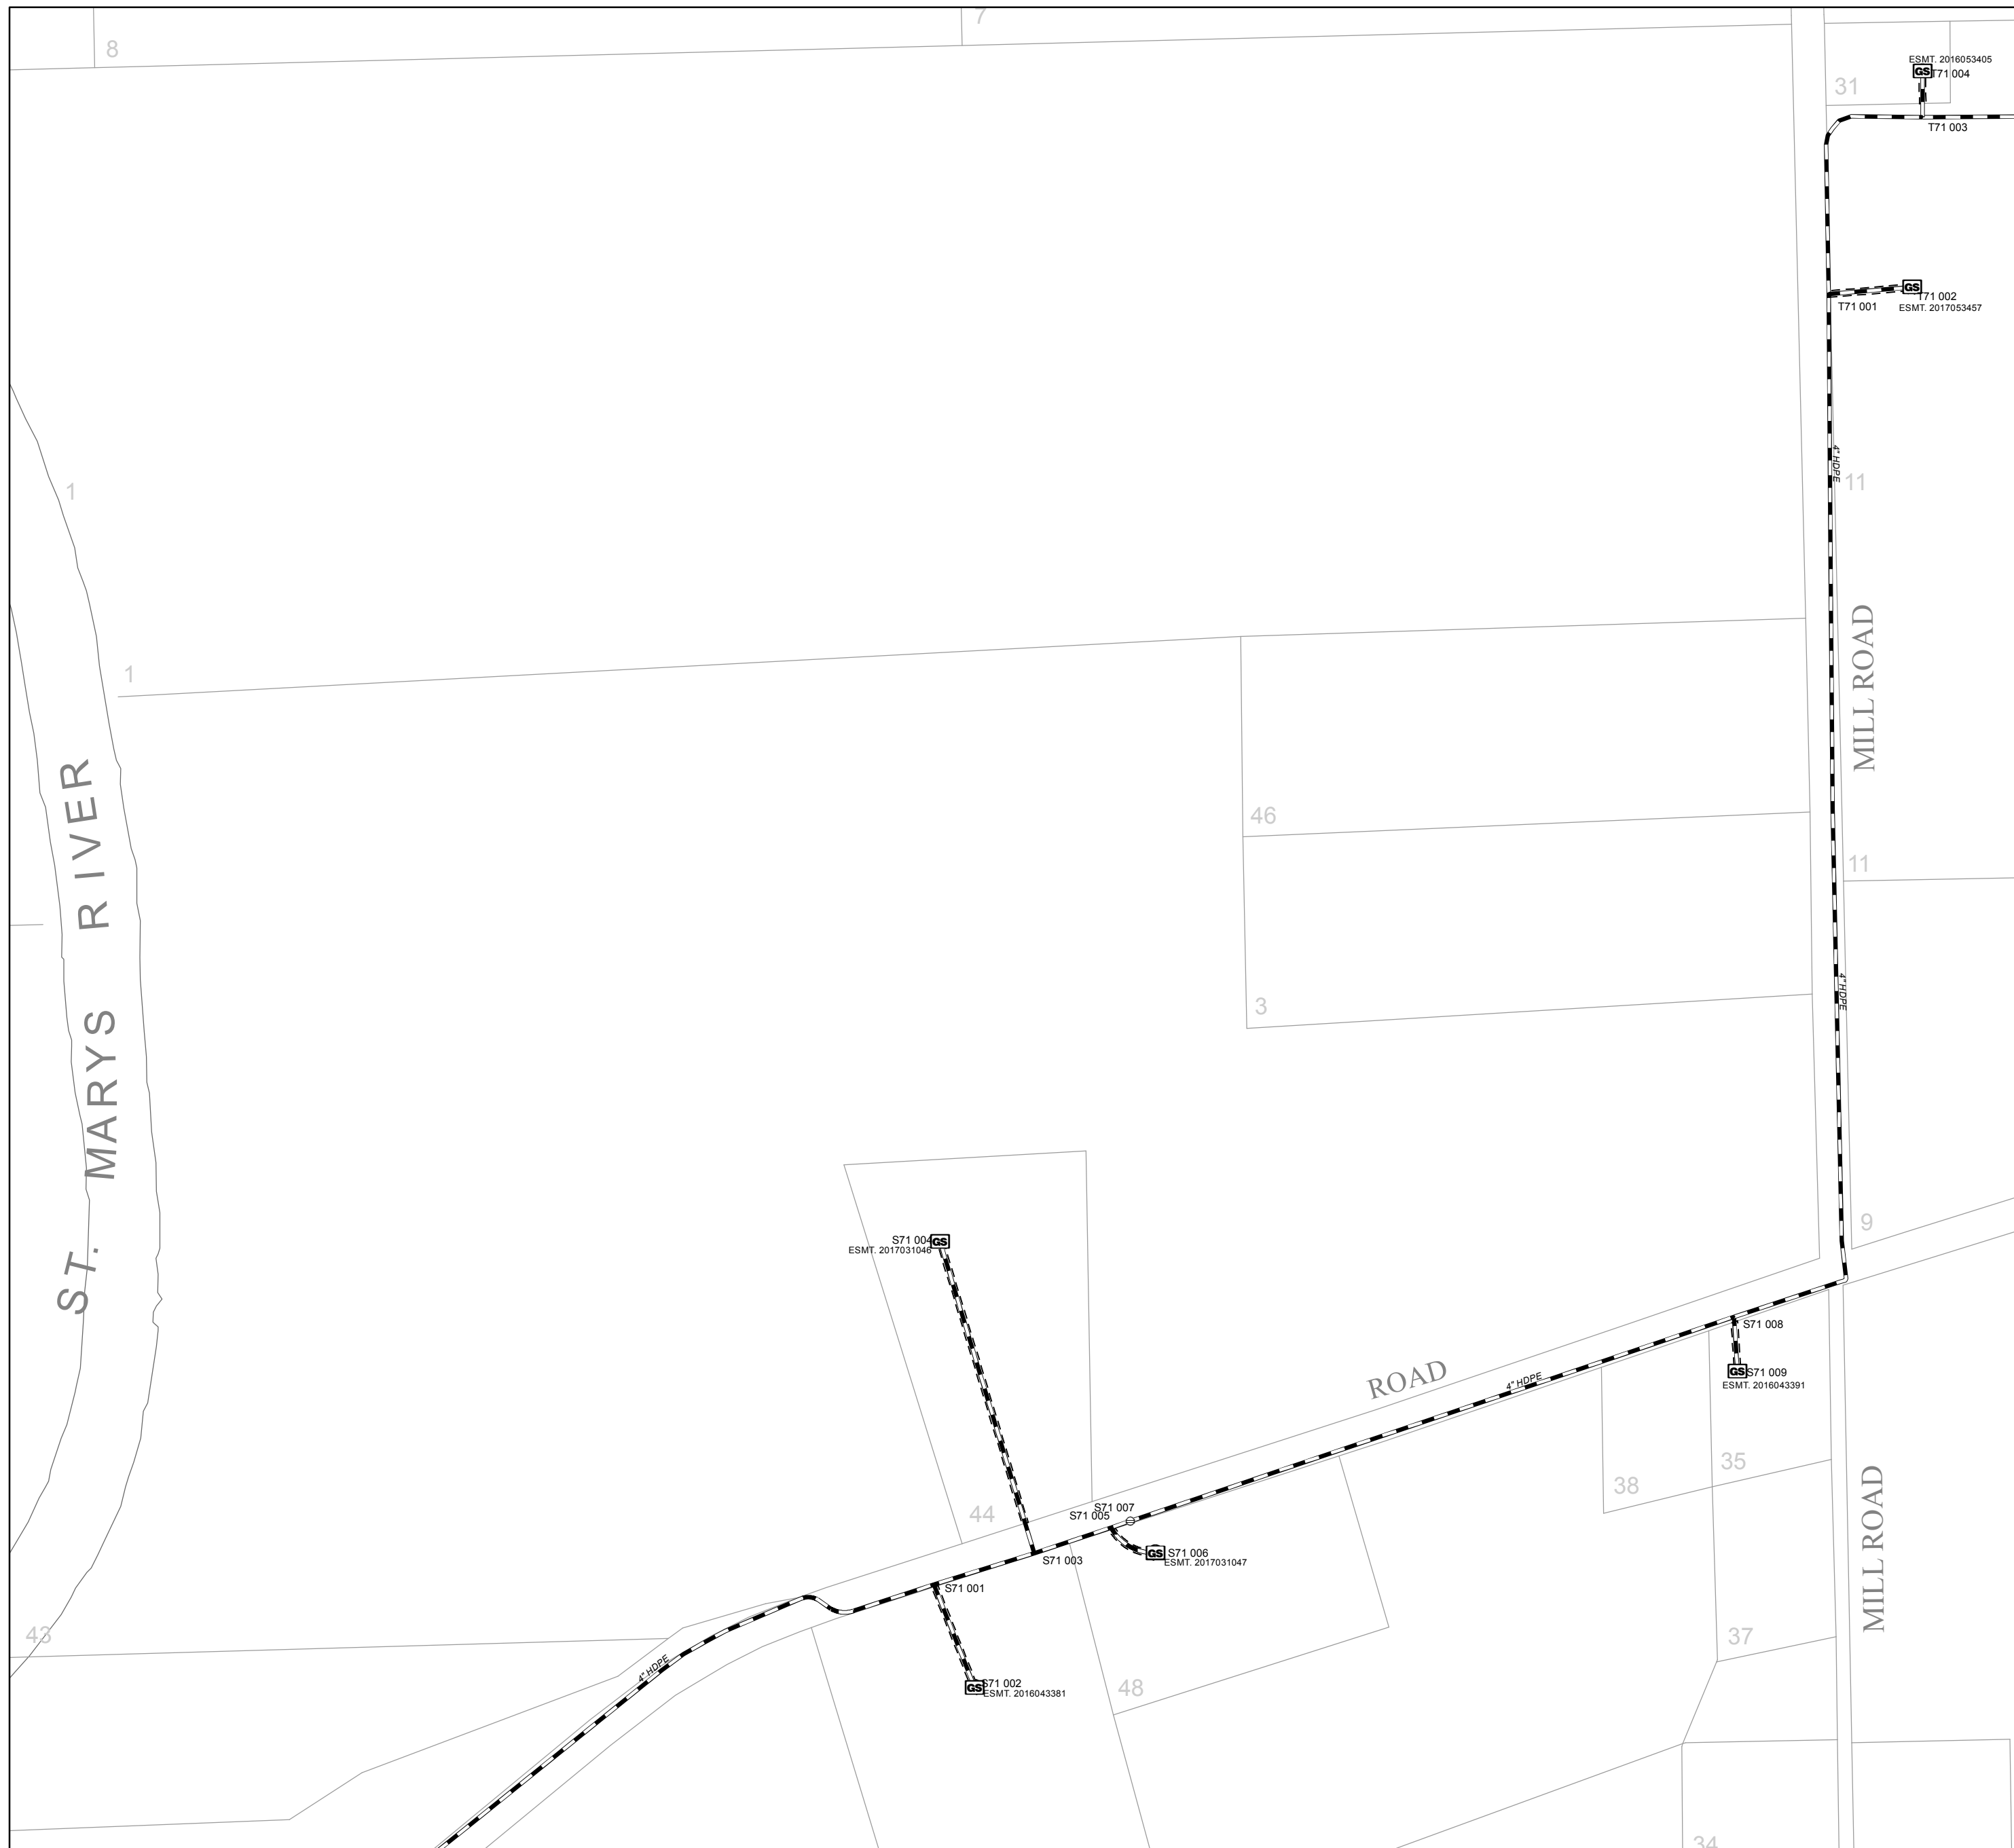 7
8
ESMT. 2016053405
GS
T71 004
31
T71 003
GS
T71 002
T71 001
ESMT. 2017053457
4" HDPE
11
1
MILL ROAD
1
46
11
4" HDPE
3
ST. MARYS RIVER
9
S71 004
GS
ESMT. 2017031046
S71 008
ROAD
4" HDPE
GS
S71 009
ESMT. 2016043391
35
38
MILL ROAD
44
S71 007
S71 005
GS
S71 006
ESMT. 2017031047
S71 003
S71 001
43
37
4" HDPE
S71 002
GS
ESMT. 2016043381
48
34